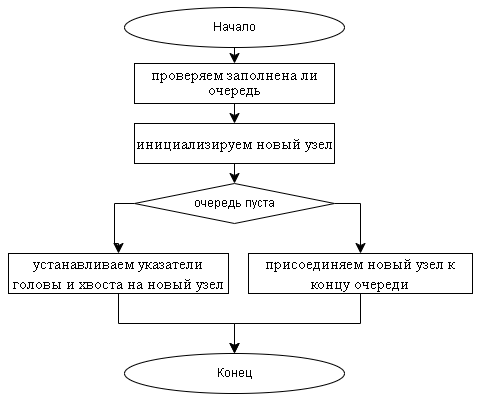 Начало
проверяем заполнена ли
очередь
инициализируем новый узел
очередь пуста
устанавливаем указатели
головы и хвоста на новый узел
присоединяем новый узел к
концу очереди
Конец